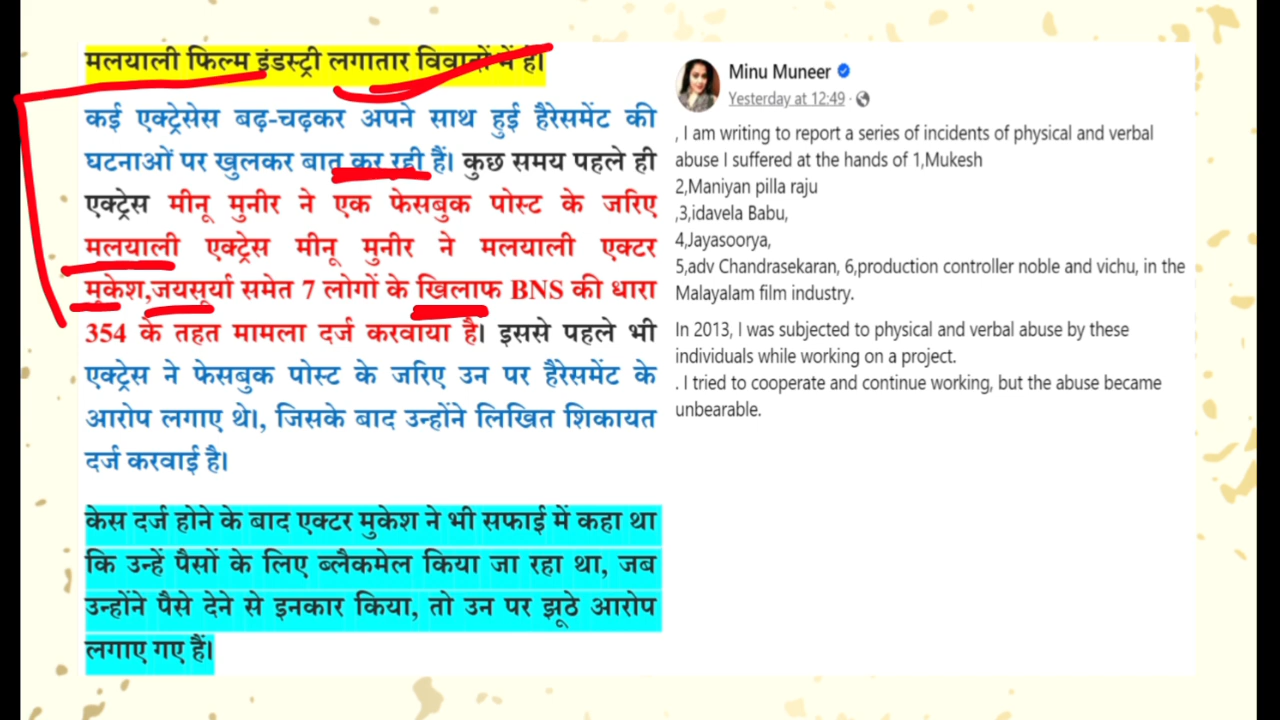 मलयाली फिल्म इंडस्ट्री लगातार विवादों में है।
कई एक्ट्रेसेस बढ़-चढ़कर अपने साथ हुई हैरेसमेंट की
घटनाओं पर खुलकर बात कर रही हैं। कुछ समय पहले ही
एक्ट्रेस मीनू मुनीर ने एक फेसबुक पोस्ट के जरिए
मलयाली एक्ट्रेस मीनू मुनीर ने मलयाली एक्टर
मुकेश,जयसूर्या समेत 7 लोगों के खिलाफ BNS की धारा
354 के तहत मामला दर्ज करवाया है। इससे पहले भी
एक्ट्रेस ने फेसबुक पोस्ट के जरिए उन पर हैरेसमेंट के
आरोप लगाए थे।, जिसके बाद उन्होंने लिखित शिकायत
दर्ज करवाई है।
केस दर्ज होने के बाद एक्टर मुकेश ने भी सफाई में कहा था
कि उन्हें पैसों के लिए ब्लैकमेल किया जा रहा था, जब
उन्होंने पैसे देने से इनकार किया, तो उन पर झूठे आरोप
लगाए गए हैं।
Minu Muneer
Yesterday at 12:49 ·
, I am writing to report a series of incidents of physical and verbal
abuse I suffered at the hands of 1,Mukesh
2,Maniyan pilla raju
,3,idavela Babu,
4,Jayasoorya,
5,adv Chandrasekaran, 6,production controller noble and vichu, in the
Malayalam film industry.
In 2013, I was subjected to physical and verbal abuse by these
individuals while working on a project.
. I tried to cooperate and continue working, but the abuse became
unbearable.